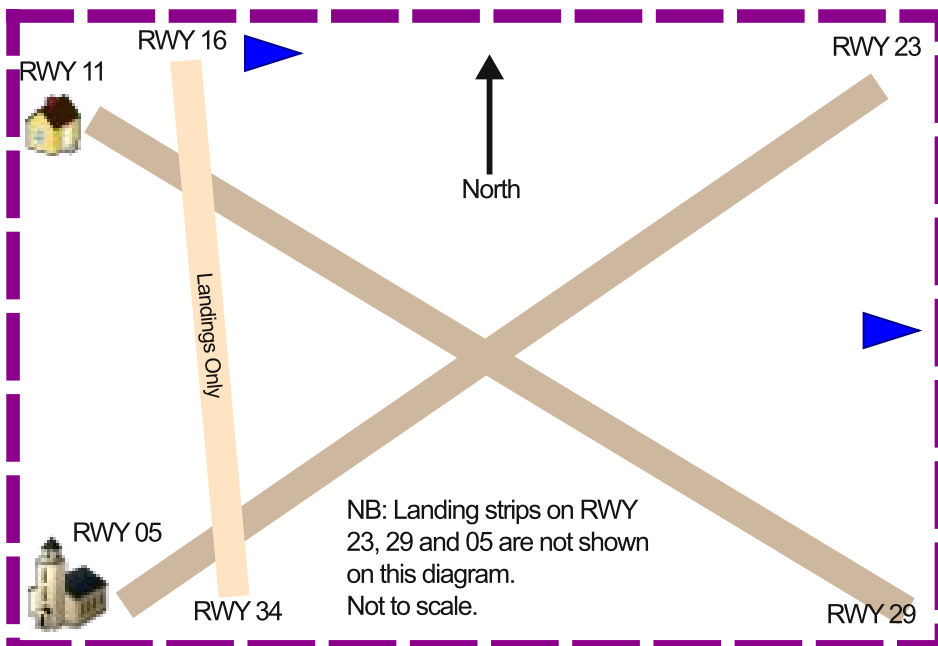 RWY 16
RWY 23
RWY 11
North
Landings Only
NB: Landing strips on RWY
23, 29 and 05 are not shown
on this diagram.
Not to scale.
RWY 05
RWY 34
RWY 29